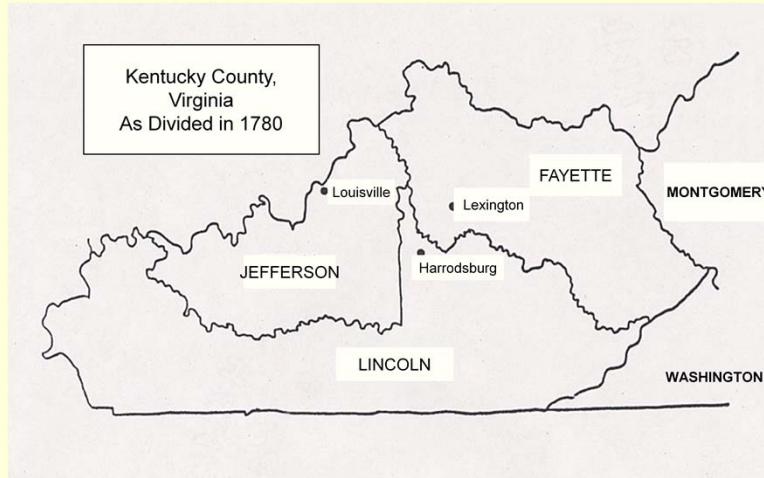 Kentucky County,
Virginia
As Divided in 1780
FAYETTE
MONTGOMERY
Louisville
Lexington
Harrodsburg
JEFFERSON
LINCOLN
WASHINGTON